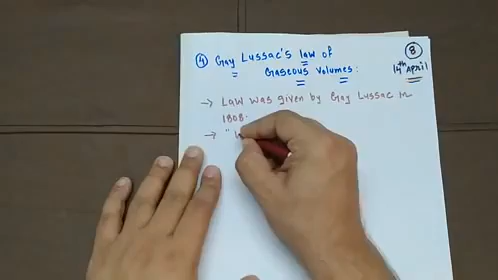 ④ Gay Lussac's law of
Gaseous Volumes:
⑧
14th April
→ Law was given by Gay Lussac in
1808.
→ "